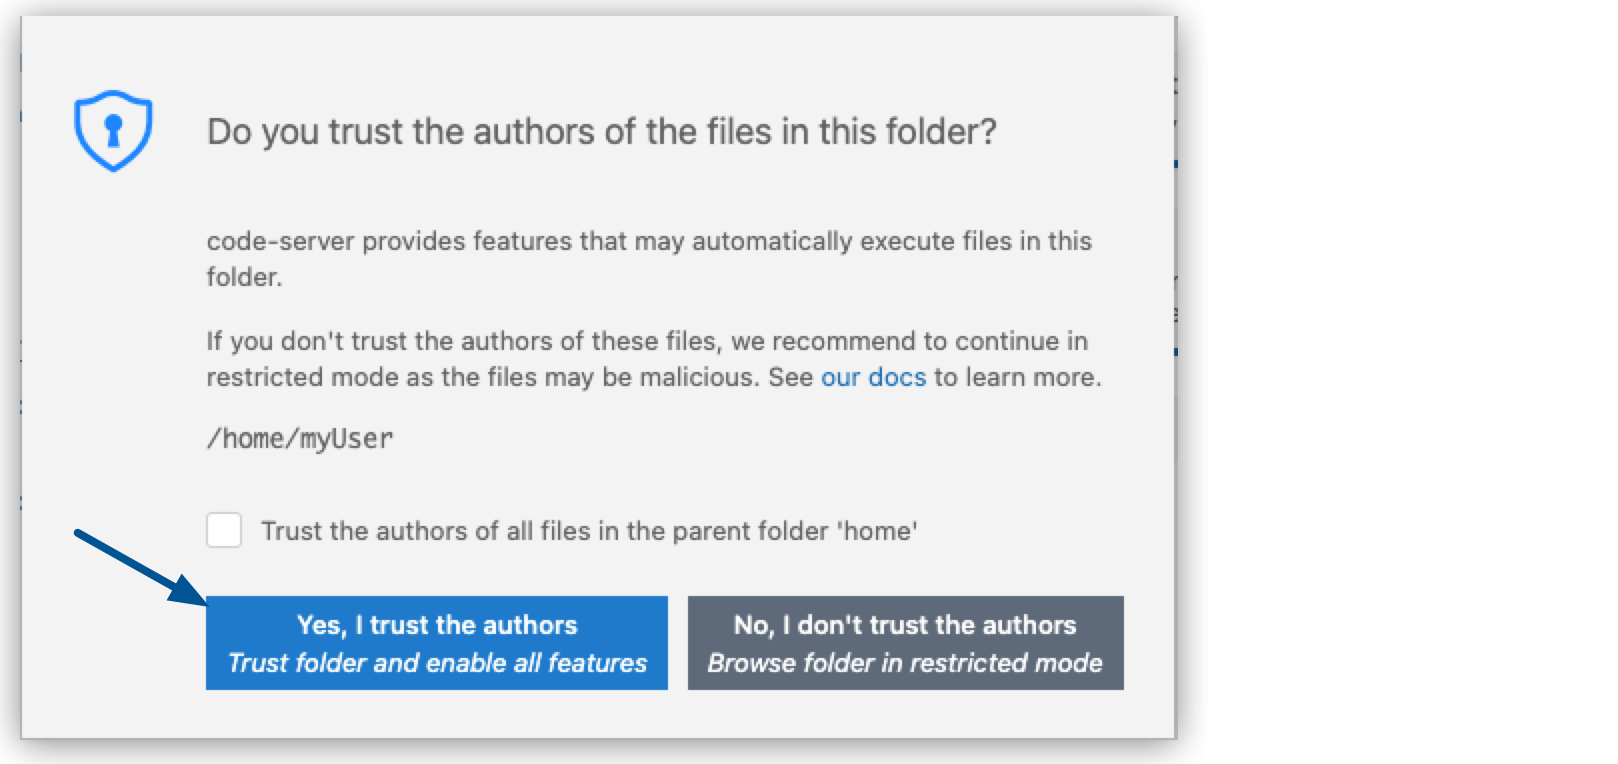 Do you trust the authors of the files in this folder?
code-server provides features that may automatically execute files in this
folder.
If you don't trust the authors of these files, we recommend to continue in
restricted mode as the files may be malicious. See our docs to learn more.
/home/myUser
Trust the authors of all files in the parent folder 'home'
Yes, I trust the authors
Trust folder and enable all features
No, I don't trust the authors
Browse folder in restricted mode